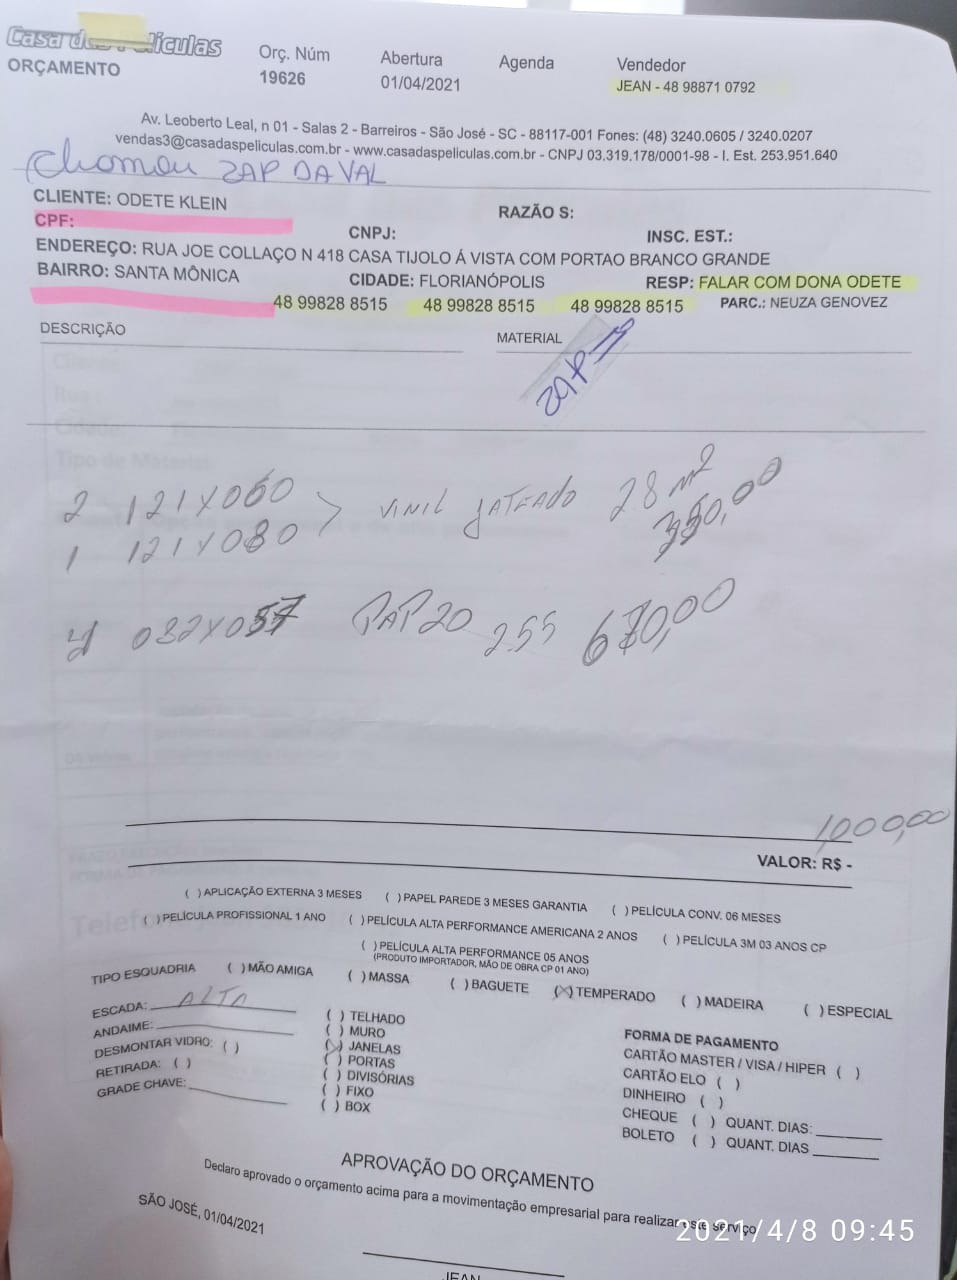 Casa das Películas
ORÇAMENTO
Orç. Núm
19626
Abertura
01/04/2021
Agenda
Vendedor
JEAN - 48 98871 0792
Av. Leoberto Leal, n 01 - Salas 2 - Barreiros - São José - SC - 88117-001 Fones: (48) 3240.0605 / 3240.0207
vendas3@casadaspeliculas.com.br - www.casadaspeliculas.com.br - CNPJ 03,319.178/0001-98 - I. Est. 253.951.640
Chamou ZAP DA VAL
CLIENTE: ODETE KLEIN
RAZÃO S:
CPF:
CNPJ:
INSC. EST.:
ENDEREÇO: RUA JOE COLLAÇO N 418 CASA TIJOLO Á VISTA COM PORTAO BRANCO GRANDE
BAIRRO: SANTA MÔNICA
CIDADE: FLORIANÓPOLIS
RESP: FALAR COM DONA ODETE
48 99828 8515 48 99828 8515 48 99828 8515 PARC.: NEUZA GENOVEZ
DESCRIÇÃO
MATERIAL
ZAP
2 121X060 > VINIL JATEADO 28 m²
1 121X080
350,00
4 082X057 PAP20 255 670,00
1000,00
VALOR: R$ -
( ) APLICAÇÃO EXTERNA 3 MESES ( ) PAPEL PAREDE 3 MESES GARANTIA ( ) PELÍCULA CONV. 06 MESES
( ) PELÍCULA PROFISSIONAL 1 ANO ( ) PELÍCULA ALTA PERFORMANCE AMERICANA 2 ANOS ( ) PELÍCULA 3M 03 ANOS CP
( ) PELÍCULA ALTA PERFORMANCE 05 ANOS
(PRODUTO IMPORTADOR, MÃO DE OBRA CP 01 ANO)
TIPO ESQUADRIA ( ) MÃO AMIGA ( ) MASSA ( ) BAGUETE (X) TEMPERADO ( ) MADEIRA ( ) ESPECIAL
ESCADA: ALTA
ANDAIME:
DESMONTAR VIDRO: ( )
RETIRADA: ( )
GRADE CHAVE:
( ) TELHADO
( ) MURO
(X) JANELAS
( ) PORTAS
( ) DIVISÓRIAS
( ) FIXO
( ) BOX
FORMA DE PAGAMENTO
CARTÃO MASTER / VISA / HIPER ( )
CARTÃO ELO ( )
DINHEIRO ( )
CHEQUE ( ) QUANT. DIAS:
BOLETO ( ) QUANT. DIAS
APROVAÇÃO DO ORÇAMENTO
Declaro aprovado o orçamento acima para a movimentação empresarial para realizar este serviço
SÃO JOSÉ, 01/04/2021
2021/4/8 09:45
JEAN